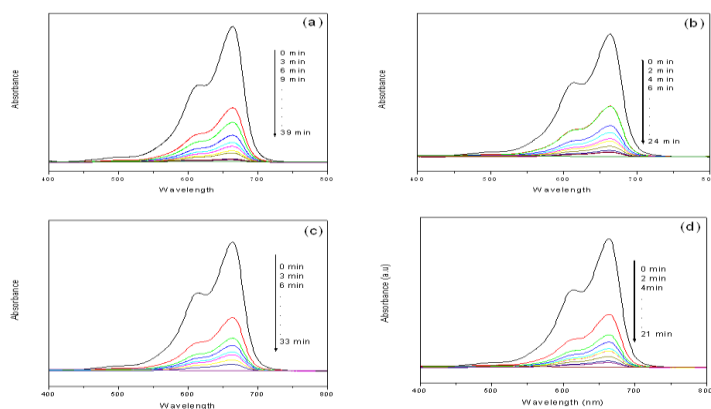 (a)
0 min
3 min
6 min
9 min
39 min
Absorbance
400 500 600 700 800
Wavelength
(b)
0 min
2 min
4 min
6 min
24 min
Absorbance
400 500 600 700
Wavelength
(c)
0 min
3 min
6 min
33 min
Absorbance
400 500 600 700 800
Wavelength
(d)
0 min
2 min
4min
21 min
Absorbance (a.u)
400 500 600 700 800
Wavelength (nm)